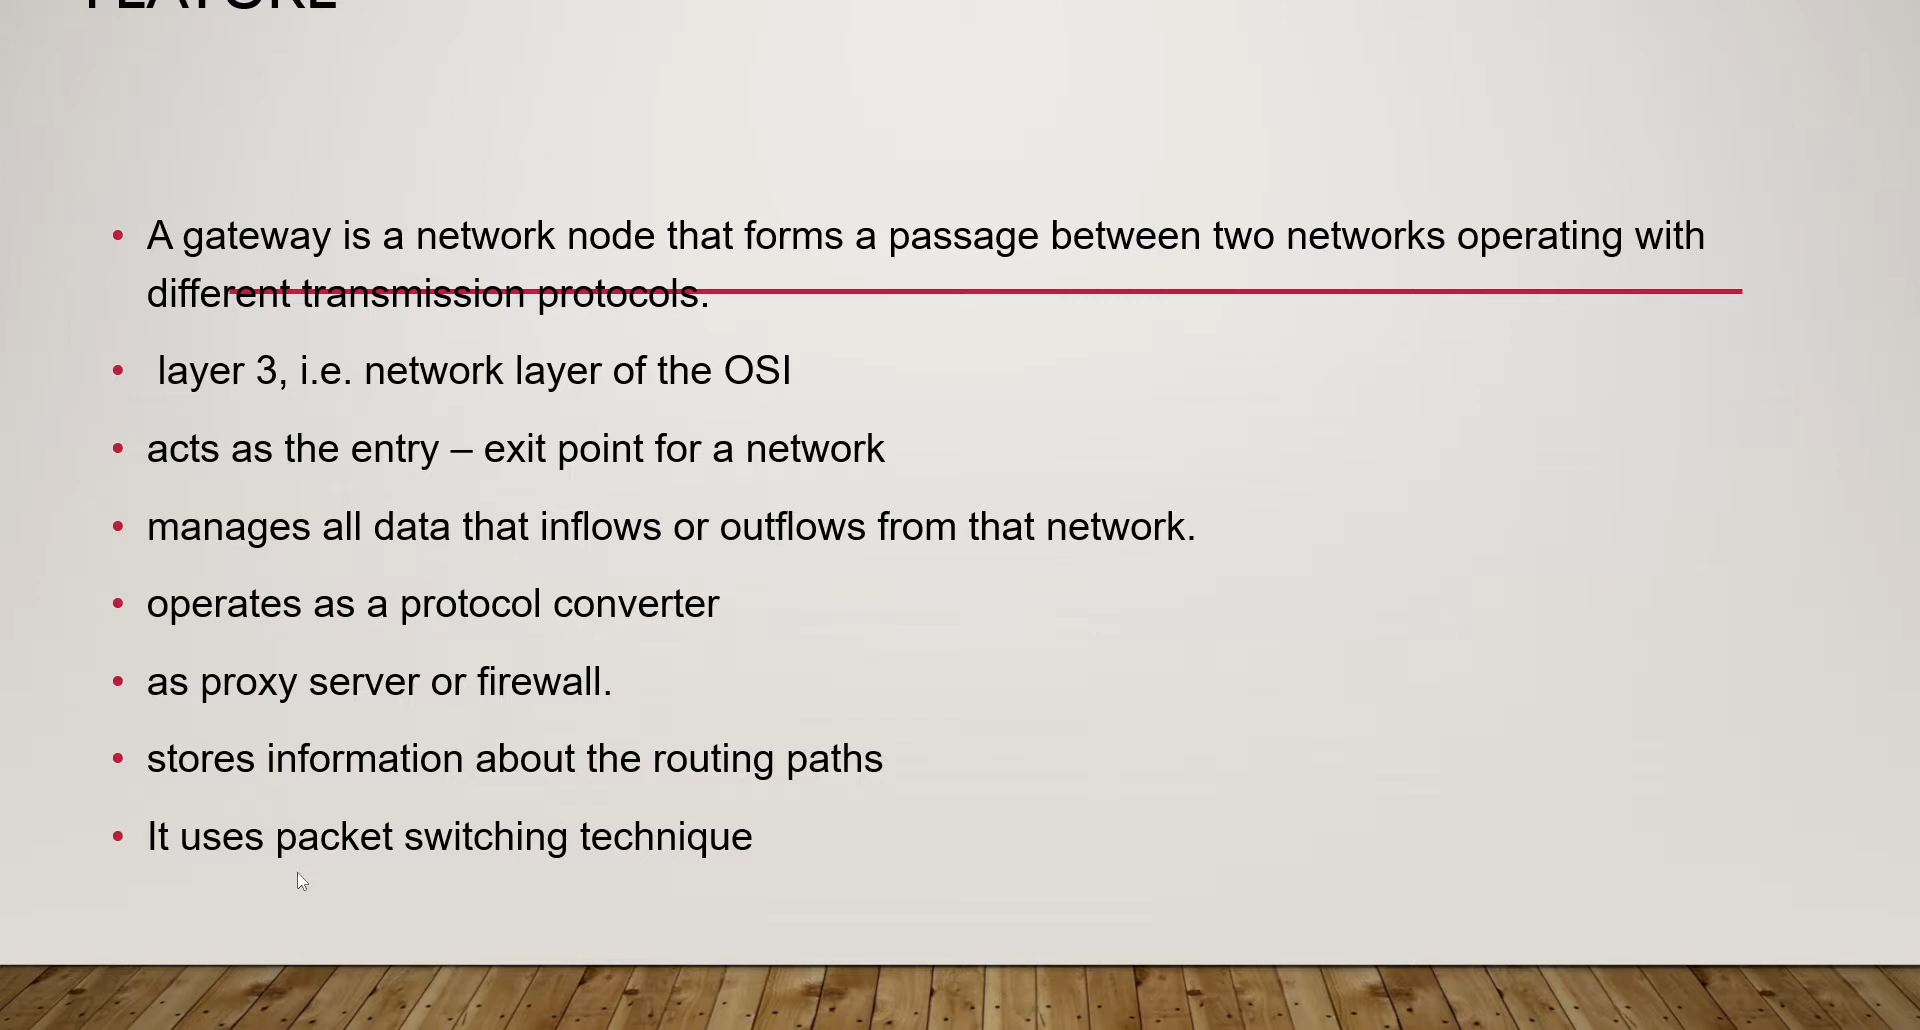 FEATURE
• A gateway is a network node that forms a passage between two networks operating with
different transmission protocols.
• layer 3, i.e. network layer of the OSI
• acts as the entry – exit point for a network
• manages all data that inflows or outflows from that network.
• operates as a protocol converter
• as proxy server or firewall.
• stores information about the routing paths
• It uses packet switching technique